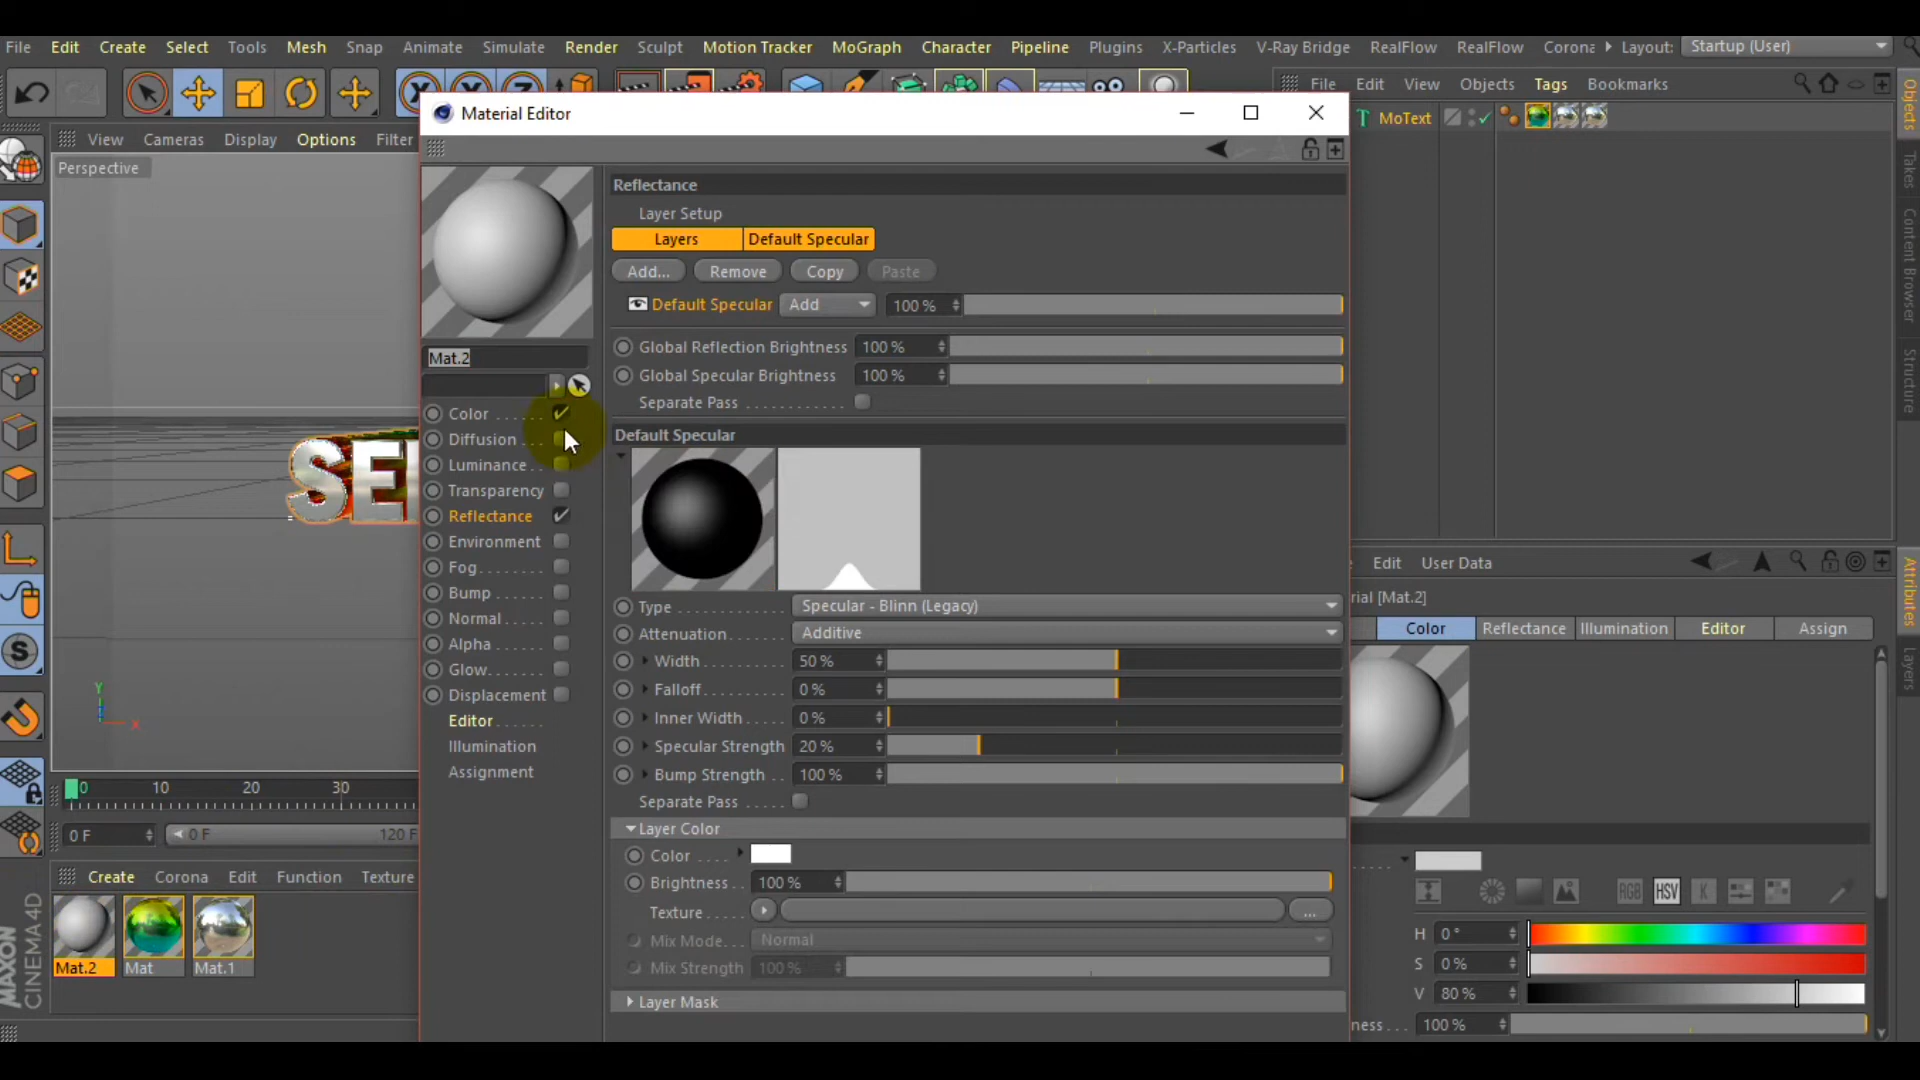 File Edit Create Select Tools Mesh Snap Animate Simulate Render Sculpt Motion Tracker MoGraph Character Pipeline Plugins X-Particles V-Ray Bridge RealFlow RealFlow Corona Layout: Startup (User)
File Edit View Objects Tags Bookmarks
Material Editor
MoText
View Cameras Display Options Filter
Perspective
Reflectance
Layer Setup
Layers Default Specular
Add... Remove Copy Paste
Default Specular Add 100 %
Global Reflection Brightness 100 %
Mat.2
Global Specular Brightness 100 %
Separate Pass
Color
Default Specular
Diffusion
Luminance
Transparency
Reflectance
Environment
Fog
Bump
Normal
Alpha
Glow
Displacement
Editor
Illumination
Assignment
Type Specular - Blinn (Legacy)
Attenuation Additive
Width 50 %
Falloff 0 %
Inner Width 0 %
Specular Strength 20 %
Bump Strength 100 %
Separate Pass
Layer Color
Color
Brightness 100 %
Texture ...
Mix Mode... Normal
Mix Strength 100 %
Layer Mask
SE
Y
X
0 10 20 30
0 F 0 F 120 F
Create Corona Edit Function Texture
Mat.2 Mat Mat.1
MAXON
CINEMA4D
Edit User Data
rial [Mat.2]
Color Reflectance Illumination Editor Assign
RGB HSV K
H 0 °
S 0 %
V 80 %
ness... 100 %
Objects
Takes
Content Browser
Structure
Attributes
Layers